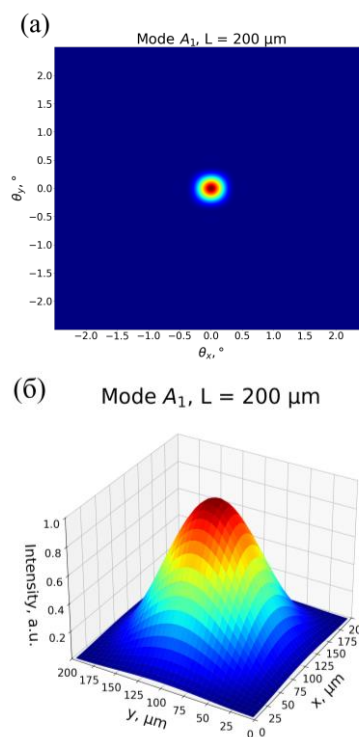 (а)
Mode A₁, L = 200 µm
2.0
1.5
1.0
0.5
0.0
−0.5
−1.0
−1.5
−2.0
θy, °
−2.0 −1.5 −1.0 −0.5 0.0 0.5 1.0 1.5 2.0
θx, °
(б)
Mode A₁, L = 200 µm
1.0
0.8
0.6
0.4
0.2
Intensity, a.u.
200 175 150 125 100 75 50 25 0
y, µm
0 25 50 75 100 125 150 175 20
x, µm